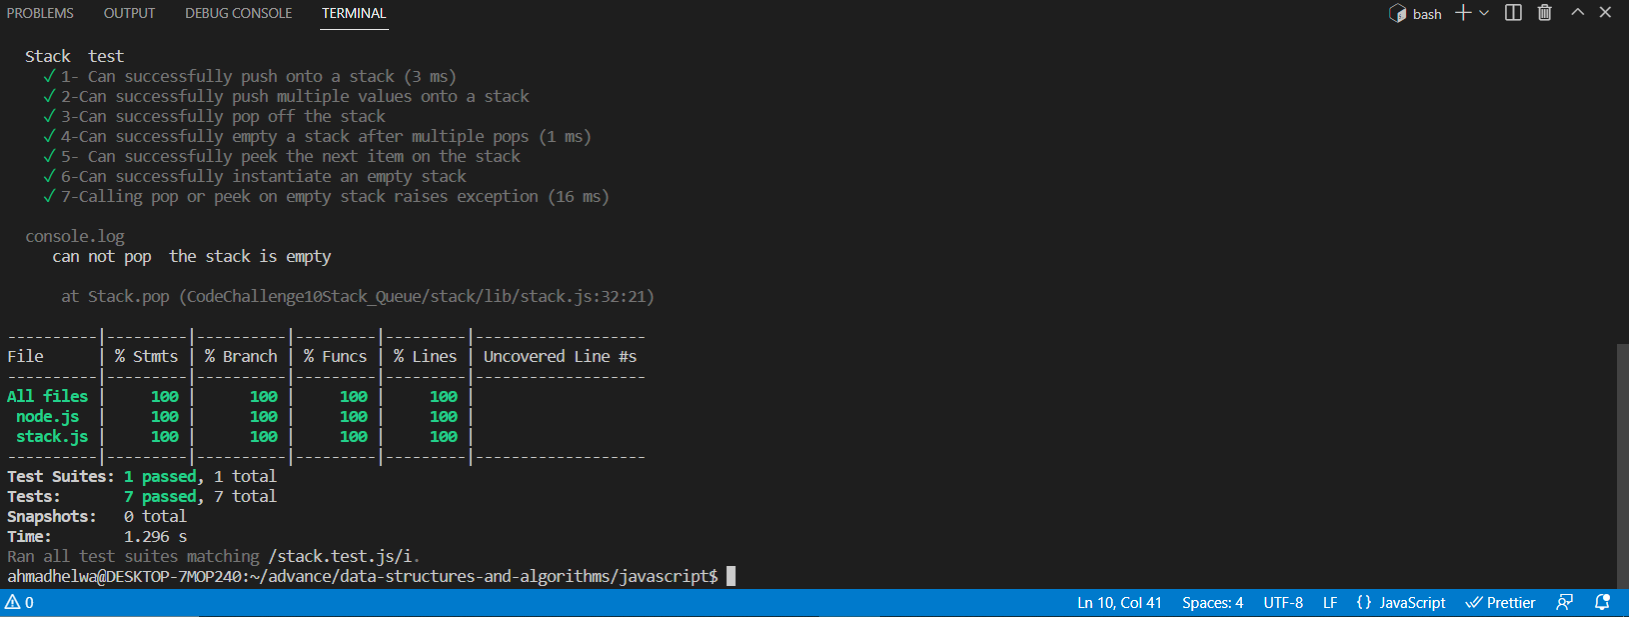 PROBLEMS OUTPUT DEBUG CONSOLE TERMINAL bash
Stack  test
✓ 1- Can successfully push onto a stack (3 ms)
✓ 2-Can successfully push multiple values onto a stack
✓ 3-Can successfully pop off the stack
✓ 4-Can successfully empty a stack after multiple pops (1 ms)
✓ 5- Can successfully peek the next item on the stack
✓ 6-Can successfully instantiate an empty stack
✓ 7-Calling pop or peek on empty stack raises exception (16 ms)
console.log
can not pop  the stack is empty
at Stack.pop (CodeChallenge10Stack_Queue/stack/lib/stack.js:32:21)
----------|---------|----------|---------|---------|-------------------
File      | % Stmts | % Branch | % Funcs | % Lines | Uncovered Line #s
----------|---------|----------|---------|---------|-------------------
All files |     100 |      100 |     100 |     100 |
node.js  |     100 |      100 |     100 |     100 |
stack.js |     100 |      100 |     100 |     100 |
----------|---------|----------|---------|---------|-------------------
Test Suites: 1 passed, 1 total
Tests:       7 passed, 7 total
Snapshots:   0 total
Time:        1.296 s
Ran all test suites matching /stack.test.js/i.
ahmadhelwa@DESKTOP-7MOP240:~/advance/data-structures-and-algorithms/javascript$
0 Ln 10, Col 41 Spaces: 4 UTF-8 LF {} JavaScript Prettier